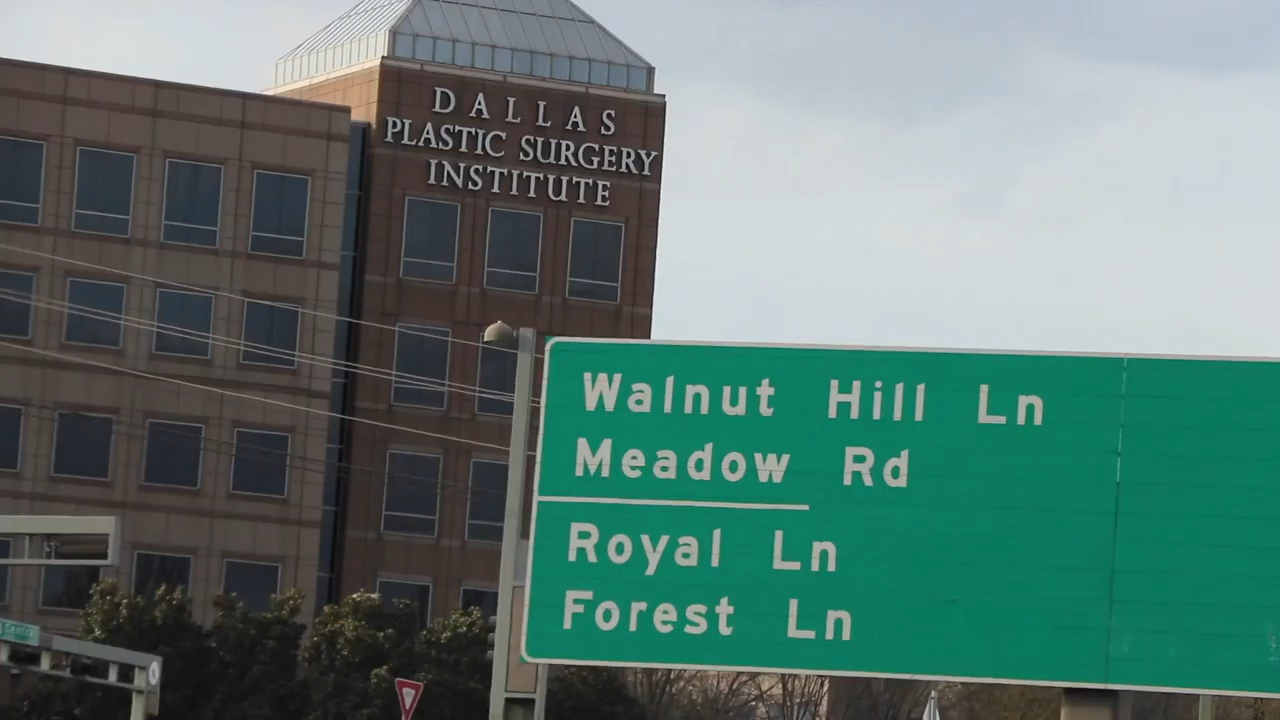 DALLAS
PLASTIC SURGERY
INSTITUTE
Walnut Hill Ln
Meadow Rd
Royal Ln
Forest Ln